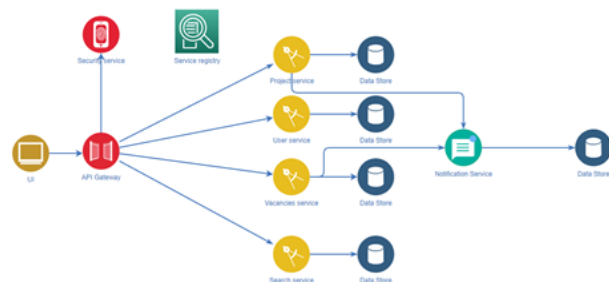 Security service
Service registry
Project service
Data Store
User service
Data Store
UI
API Gateway
Vacancies service
Data Store
Notification Service
Data Store
Search service
Data Store